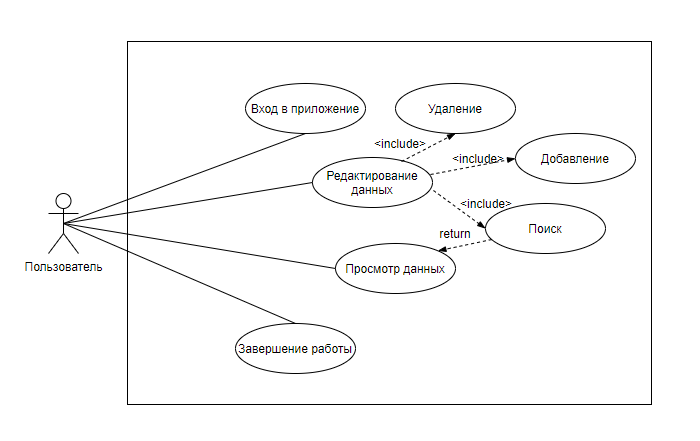 Вход в приложение
Удаление
<include>
<include>
Добавление
Редактирование
данных
<include>
Поиск
return
Пользователь
Просмотр данных
Завершение работы